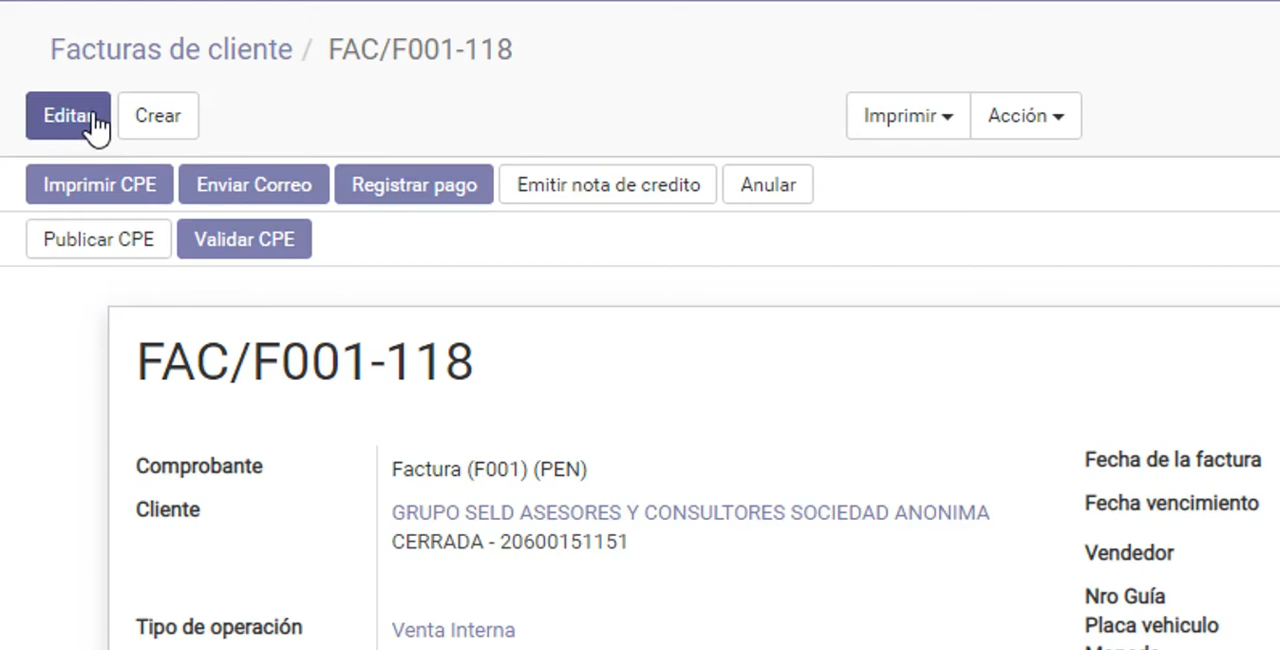 Facturas de cliente / FAC/F001-118
Editar Crear Imprimir Acción
Imprimir CPE Enviar Correo Registrar pago Emitir nota de credito Anular
Publicar CPE Validar CPE
FAC/F001-118
Comprobante Factura (F001) (PEN) Fecha de la factura
Cliente GRUPO SELD ASESORES Y CONSULTORES SOCIEDAD ANONIMA Fecha vencimiento
CERRADA - 20600151151
Vendedor
Nro Guía
Placa vehiculo
Tipo de operación Venta Interna